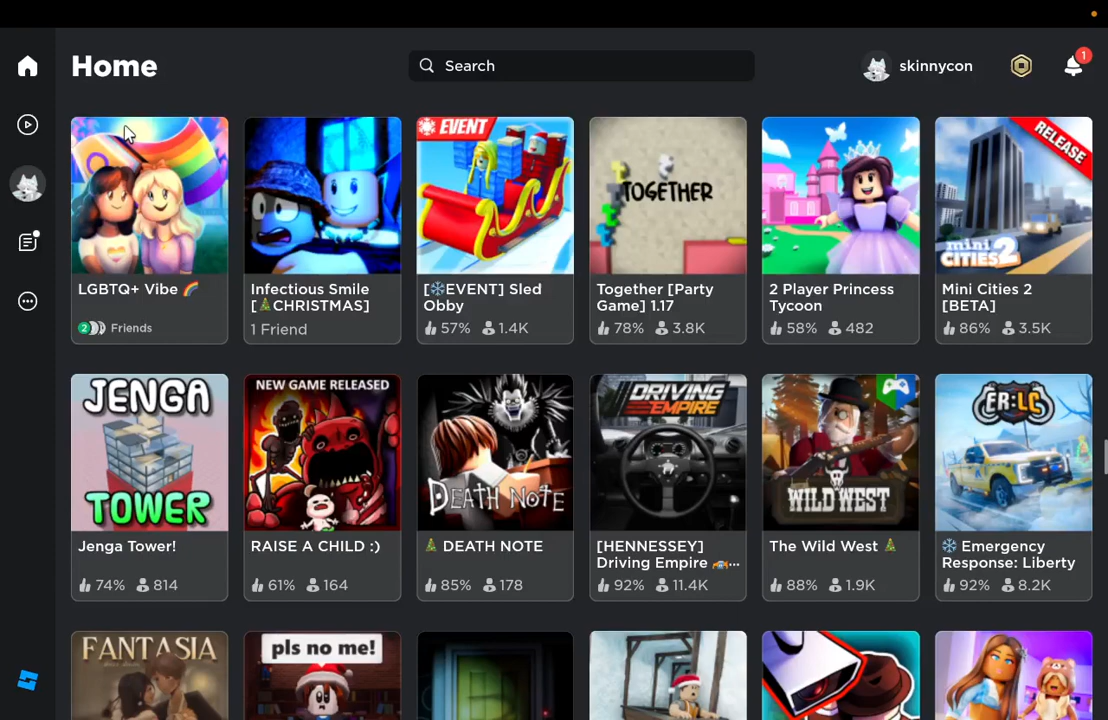 Home
Search
skinnycon
1
EVENT
TOGETHER
RELEASE
mini
CITIES 2
LGBTQ+ Vibe 🌈
2
Friends
Infectious Smile
[🎄CHRISTMAS]
1 Friend
[❄️EVENT] Sled
Obby
57% 1.4K
Together [Party
Game] 1.17
78% 3.8K
2 Player Princess
Tycoon
58% 482
Mini Cities 2
[BETA]
86% 3.5K
JENGA
TOWER
NEW GAME RELEASED
DEATH NOTE
DRIVING
EMPIRE
THE
WILD WEST
ER:LC
Jenga Tower!
74% 814
RAISE A CHILD :)
61% 164
🎄 DEATH NOTE
85% 178
[HENNESSEY]
Driving Empire 🚗...
92% 11.4K
The Wild West 🎄
88% 1.9K
❄️ Emergency
Response: Liberty
92% 8.2K
FANTASIA
pls no me!